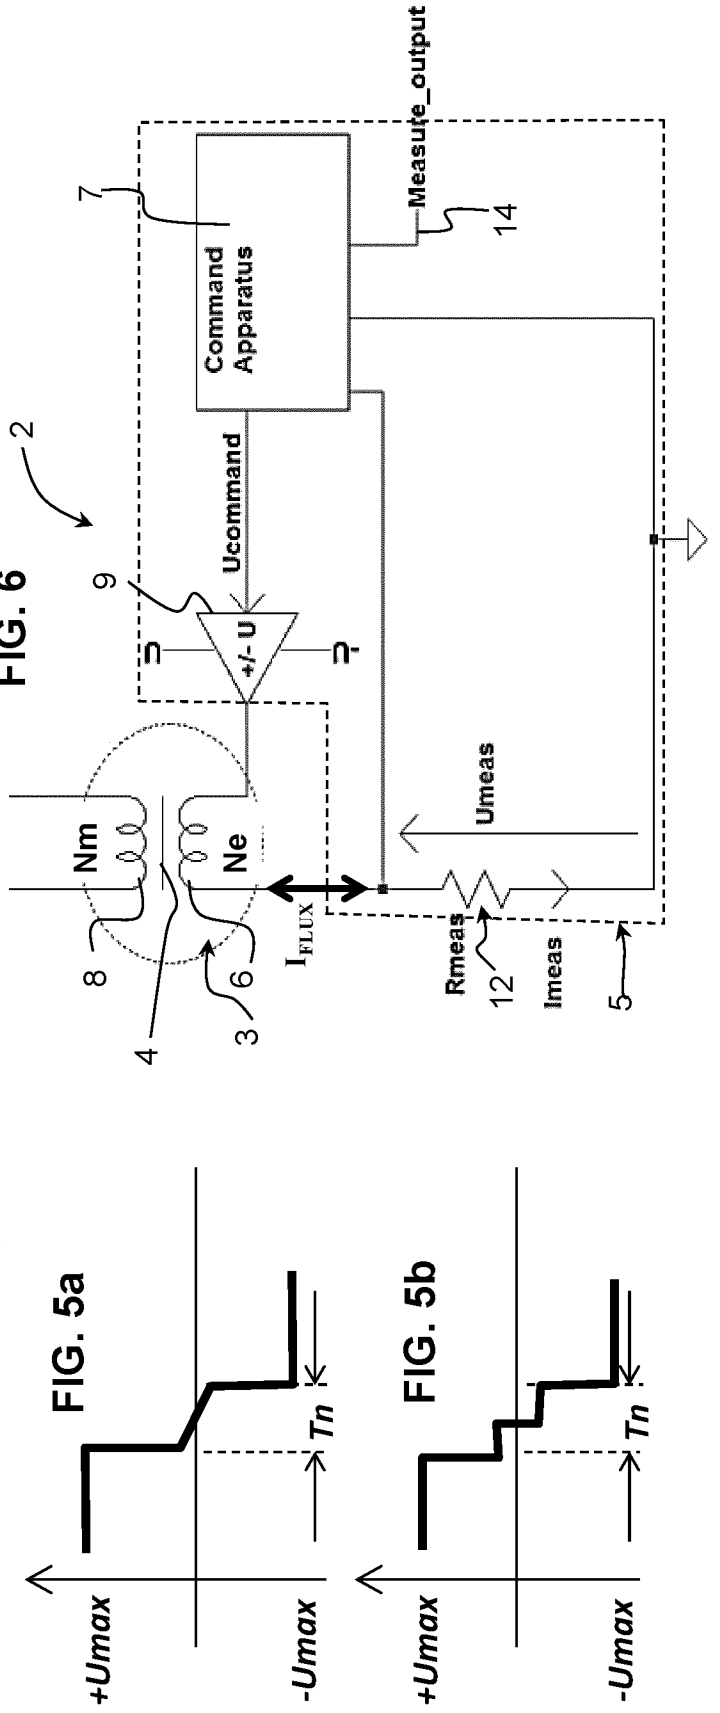 FIG. 5a
+Umax
-Umax
Tn
FIG. 5b
+Umax
-Umax
Tn
FIG. 6
2
3
4
8
6
Nm
Ne
9
U
+/- U
-U
Ucommand
7
Command
Apparatus
Measure_output
14
IFLUX
Rmeas
12
Imeas
Umeas
5